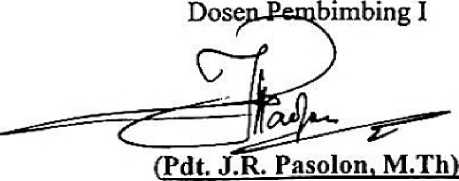 Dosen Pembimbing I
(Pdt. J.R. Pasolon, M.Th)